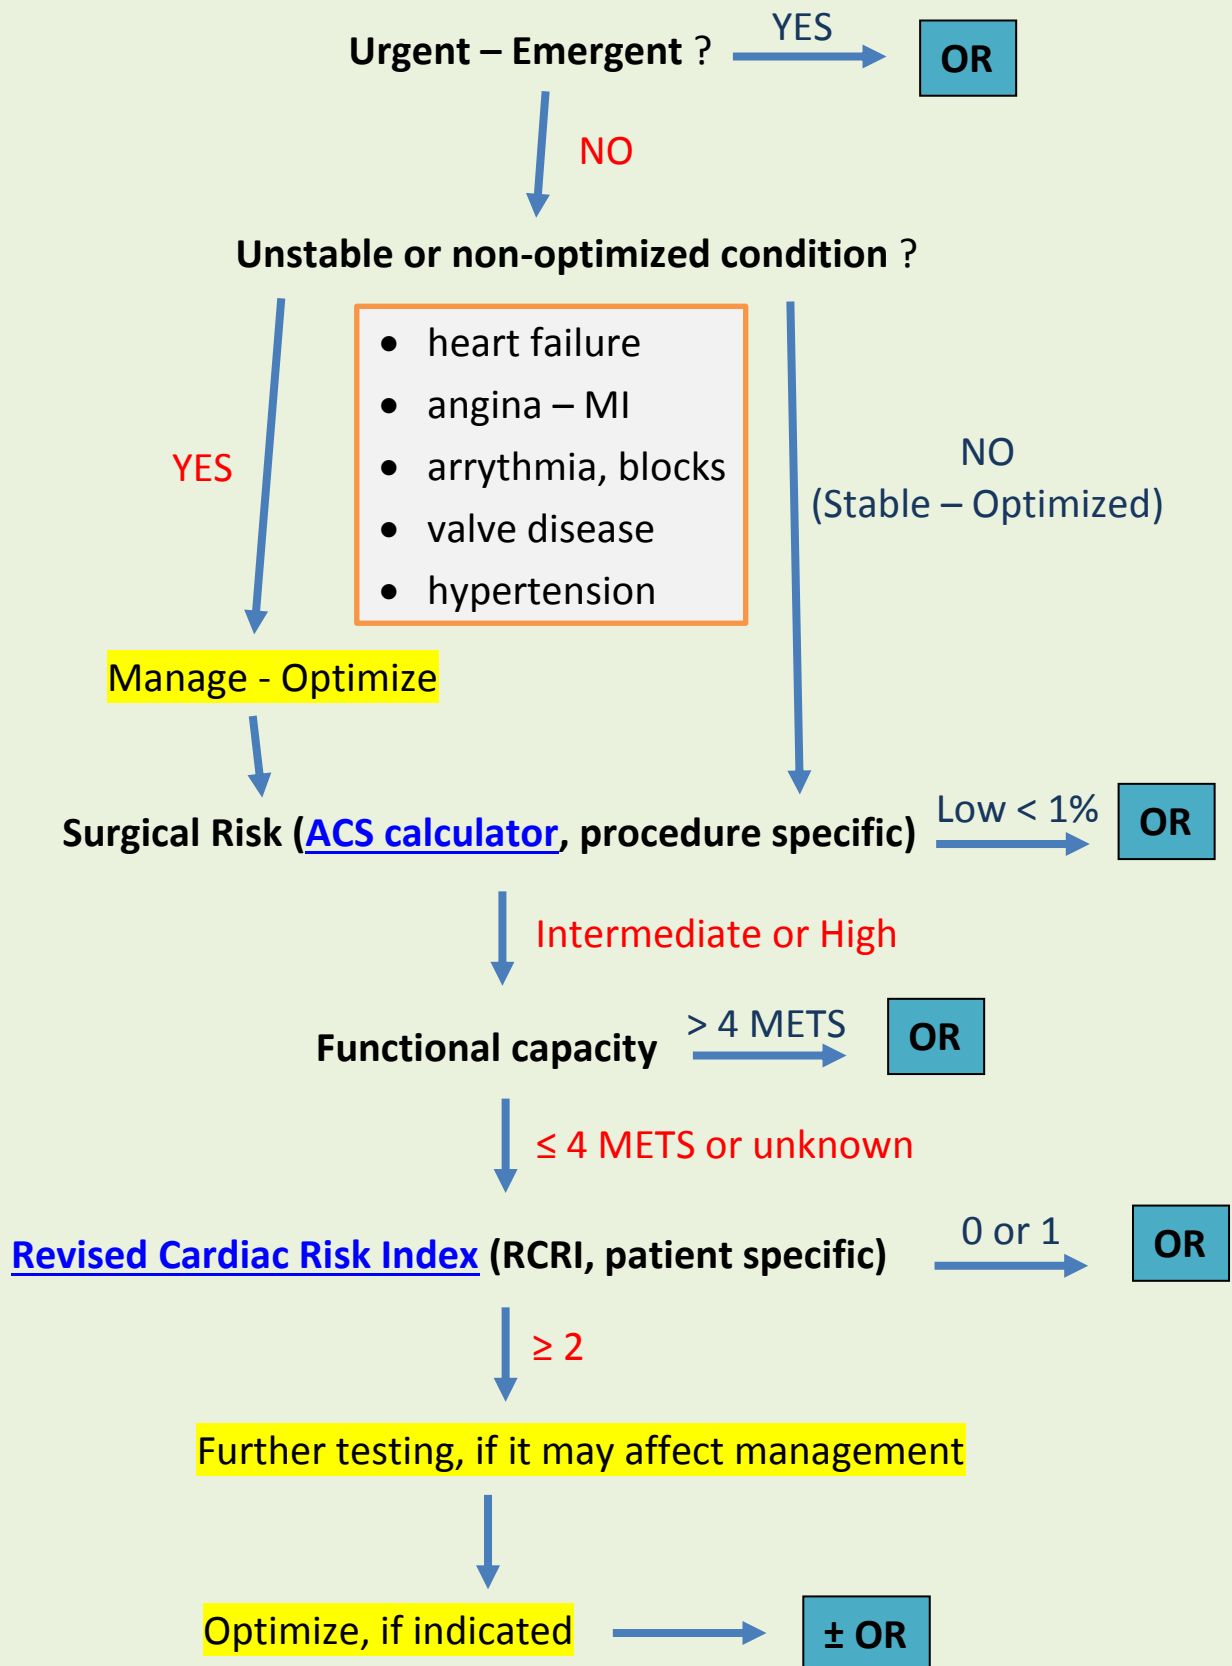 YES
Urgent – Emergent ?
OR
NO
Unstable or non-optimized condition ?
• heart failure
• angina – MI
• arrythmia, blocks
• valve disease
• hypertension
YES
NO
(Stable – Optimized)
Manage - Optimize
Surgical Risk (ACS calculator, procedure specific)
Low < 1%
OR
Intermediate or High
Functional capacity
> 4 METS
OR
≤ 4 METS or unknown
Revised Cardiac Risk Index (RCRI, patient specific)
0 or 1
OR
≥ 2
Further testing, if it may affect management
Optimize, if indicated
± OR